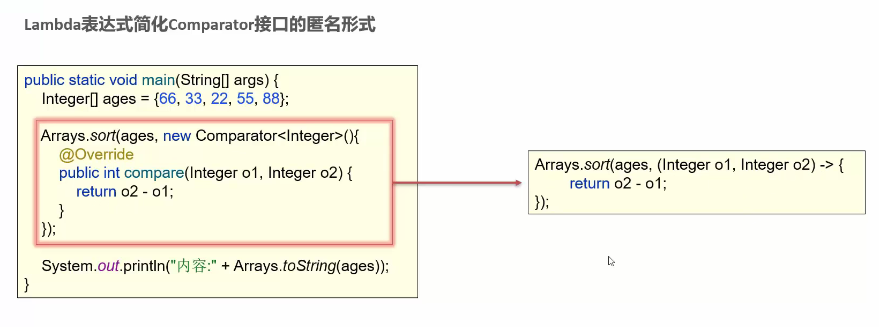 Lambda表达式简化Comparator接口的匿名形式
public static void main(String[] args) {
Integer[] ages = {66, 33, 22, 55, 88};
Arrays.sort(ages, new Comparator<Integer>(){
@Override
public int compare(Integer o1, Integer o2) {
return o2 - o1;
}
});
System.out.println("内容:" + Arrays.toString(ages));
}
Arrays.sort(ages, (Integer o1, Integer o2) -> {
return o2 - o1;
});